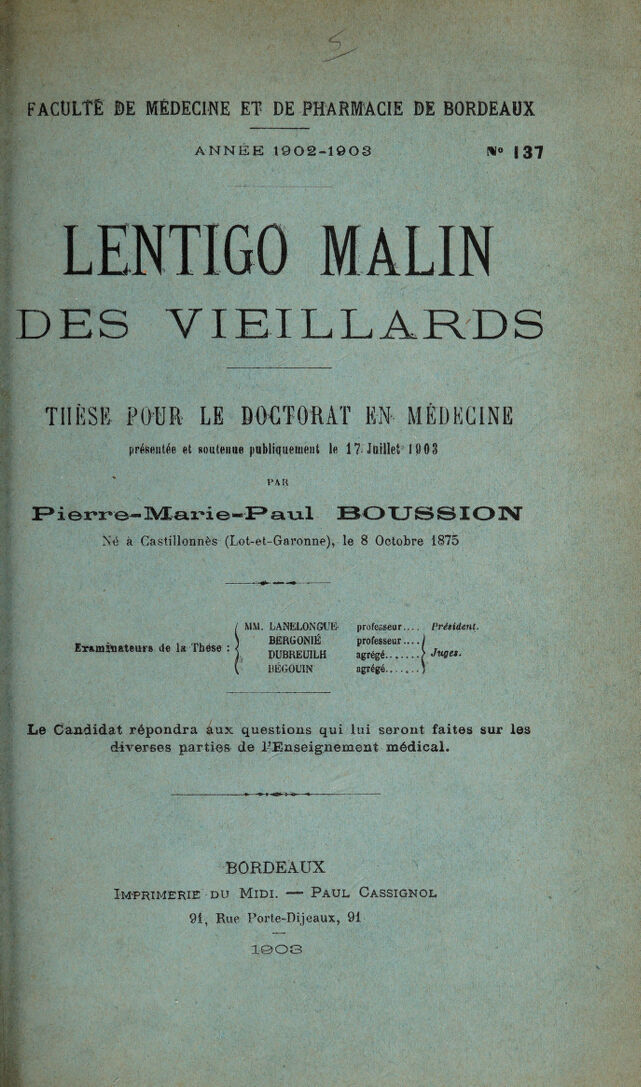 5
FACULTÉ DE MÉDECINE ET DE PHARMACIE DE BORDEAUX
ANNÉE 1902-1903 N° 137
LENTIGO MALIN
DES VIEILLARDS
THÈSE POUR LE DOCTORAT EN MÉDECINE
présentée et soutenue publiquement le 17 Juillet 1903
PAR
Pierre-Marie-Paul BOUSSION
Né à Castillonnès (Lot-et-Garonne), le 8 Octobre 1875
MM. LANELONGUE professeur.... Président.
BERGONIÉ professeur....
Examinateurs de la Thèse :
DUBREUILH agrégé....... Juges.
BÉGOUIN agrégé.......
Le Candidat répondra aux questions qui lui seront faites sur les
diverses parties de l'Enseignement médical.
BORDEAUX
IMPRIMERIE DU MIDI. — PAUL CASSIGNOL
91, Rue Porte-Dijeaux, 91
1903